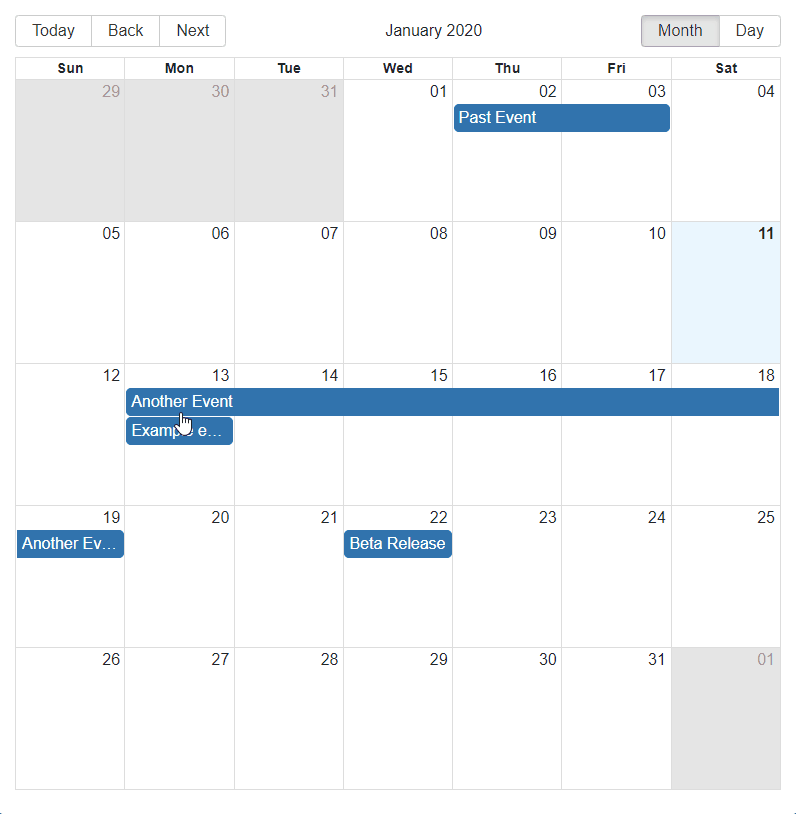 Today Back Next January 2020 Month Day
Sun Mon Tue Wed Thu Fri Sat
29 30 31 01 02 03 04
Past Event
05 06 07 08 09 10 11
12 13 14 15 16 17 18
Another Event
Example e...
19 20 21 22 23 24 25
Another Ev... Beta Release
26 27 28 29 30 31 01